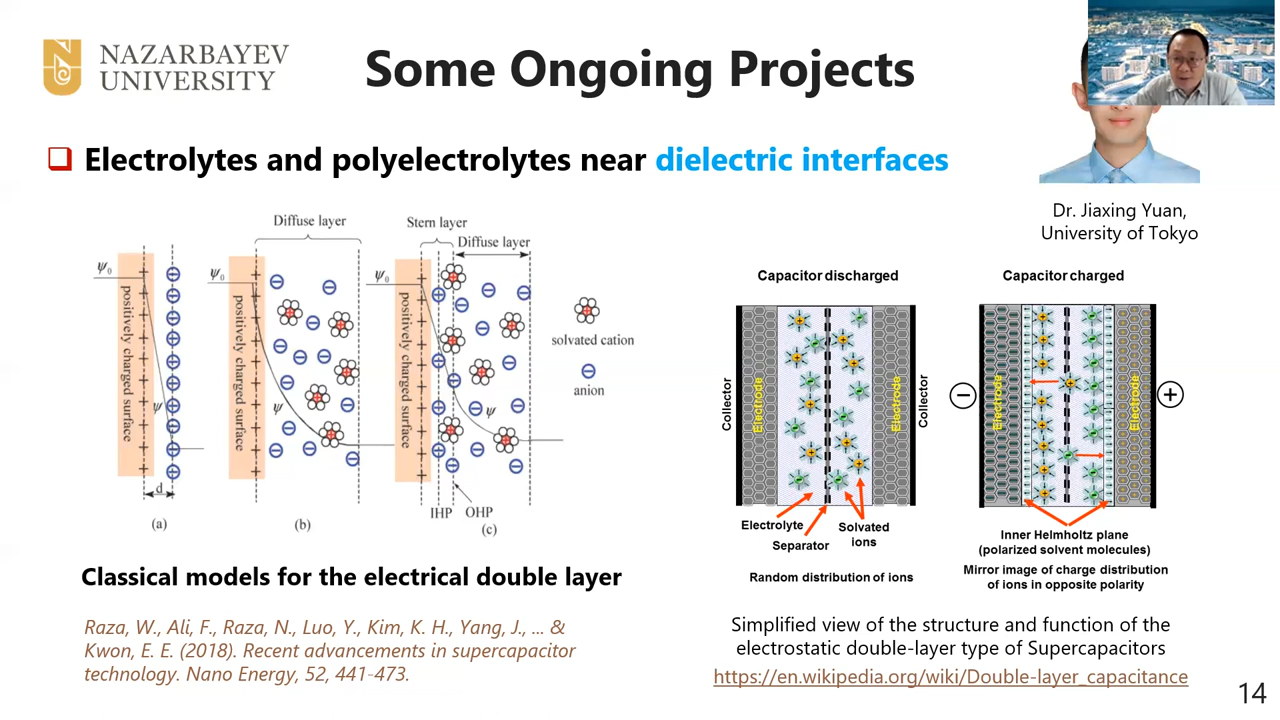 NAZARBAYEV
UNIVERSITY
Some Ongoing Projects
Electrolytes and polyelectrolytes near dielectric interfaces
Dr. Jiaxing Yuan,
University of Tokyo
Diffuse layer
Stern layer
Diffuse layer
ψ0
ψ0
ψ0
positively charged surface
positively charged surface
positively charged surface
ψ
ψ
ψ
d
IHP
OHP
(a)
(b)
(c)
solvated cation
anion
Classical models for the electrical double layer
Raza, W., Ali, F., Raza, N., Luo, Y., Kim, K. H., Yang, J., ... &
Kwon, E. E. (2018). Recent advancements in supercapacitor
technology. Nano Energy, 52, 441-473.
Capacitor discharged
Capacitor charged
Collector
Electrode
Electrode
Collector
Electrode
Electrode
Electrolyte
Separator
Solvated
ions
Random distribution of ions
Inner Helmholtz plane
(polarized solvent molecules)
Mirror image of charge distribution
of ions in opposite polarity
Simplified view of the structure and function of the
electrostatic double-layer type of Supercapacitors
https://en.wikipedia.org/wiki/Double-layer_capacitance
14